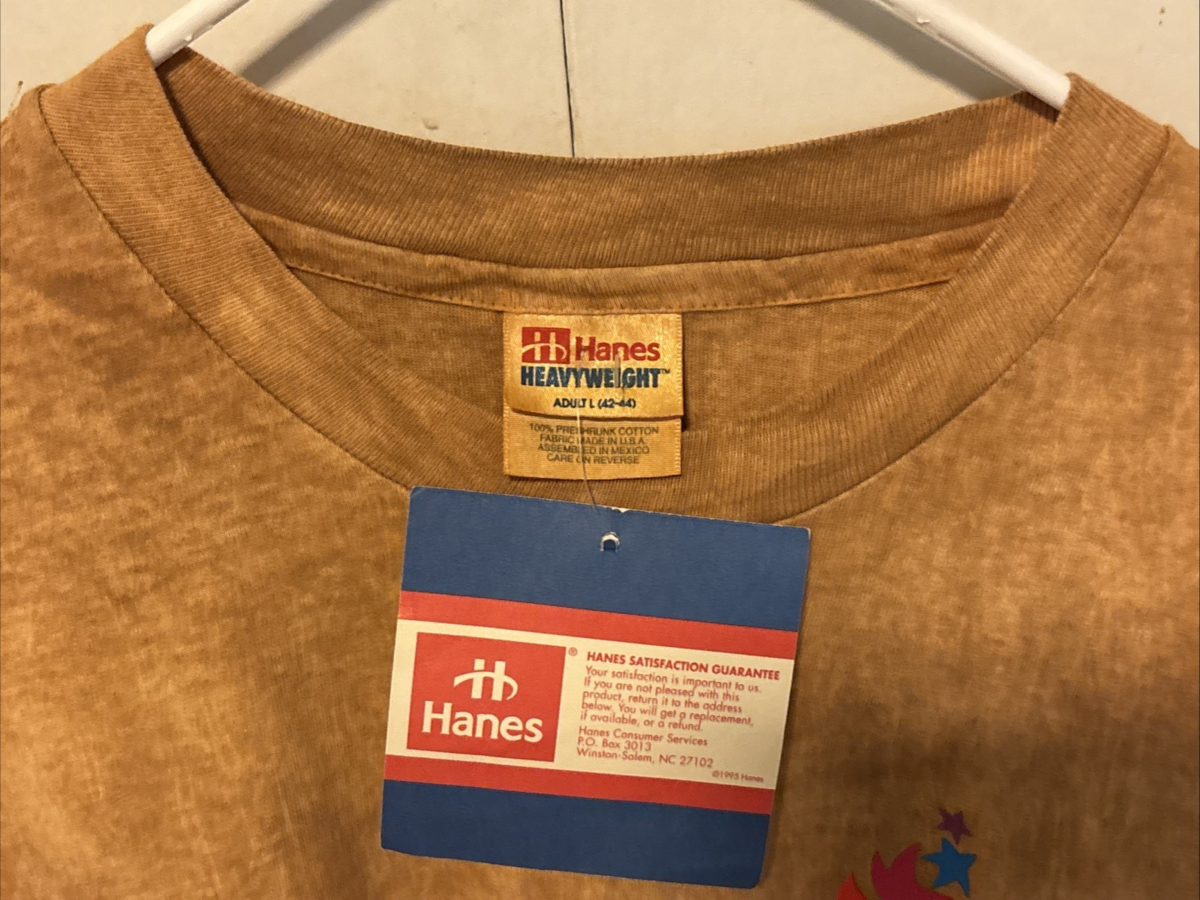 Hanes
HEAVYWEIGHT™
ADULT L (42-44)
100% PRESHRUNK COTTON
FABRIC MADE IN U.S.A.
ASSEMBLED IN MEXICO
CARE ON REVERSE
Hanes
®
HANES SATISFACTION GUARANTEE
Your satisfaction is important to us.
If you are not pleased with this
product, return it to the address
below. You will get a replacement,
if available, or a refund.
Hanes Consumer Services
P.O. Box 3013
Winston-Salem, NC 27102
©1995 Hanes